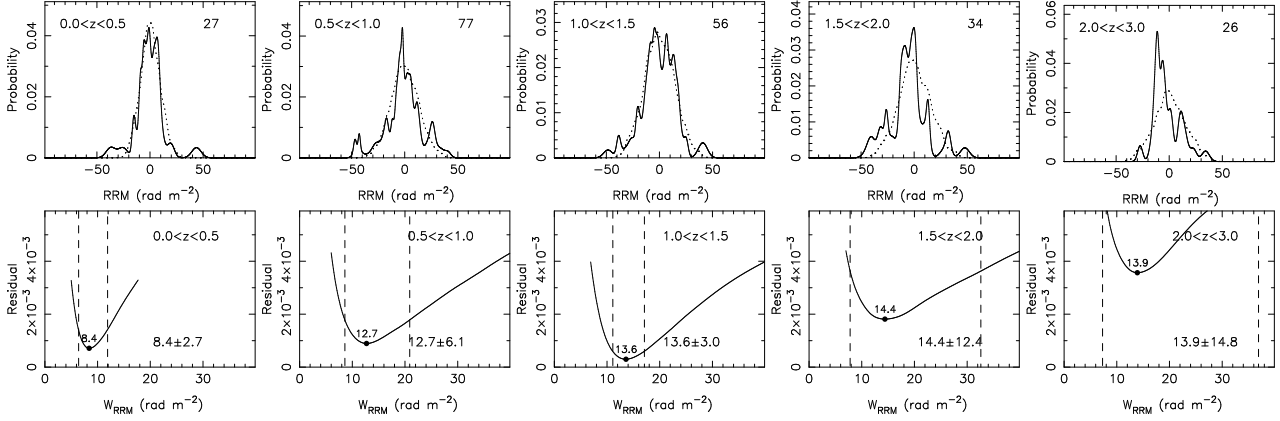 0.0<z<0.5 27
Probability
0 0.02 0.04
−50 0 50
RRM (rad m⁻²)
0.5<z<1.0 77
Probability
0 0.02 0.04
−50 0 50
RRM (rad m⁻²)
1.0<z<1.5 56
Probability
0 0.01 0.02 0.03
−50 0 50
RRM (rad m⁻²)
1.5<z<2.0 34
Probability
0 0.01 0.02 0.03 0.04
−50 0 50
RRM (rad m⁻²)
2.0<z<3.0 26
Probability
0 0.02 0.04 0.06
−50 0 50
RRM (rad m⁻²)
0.0<z<0.5
Residual
0 2×10⁻³ 4×10⁻³
8.4
8.4±2.7
0 10 20 30
W_RRM (rad m⁻²)
0.5<z<1.0
Residual
0 2×10⁻³ 4×10⁻³
12.7
12.7±6.1
0 10 20 30
W_RRM (rad m⁻²)
1.0<z<1.5
Residual
0 2×10⁻³ 4×10⁻³
13.6
13.6±3.0
0 10 20 30
W_RRM (rad m⁻²)
1.5<z<2.0
Residual
0 2×10⁻³ 4×10⁻³
14.4
14.4±12.4
0 10 20 30
W_RRM (rad m⁻²)
2.0<z<3.0
Residual
0 2×10⁻³ 4×10⁻³
13.9
13.9±14.8
0 10 20 30
W_RRM (rad m⁻²)